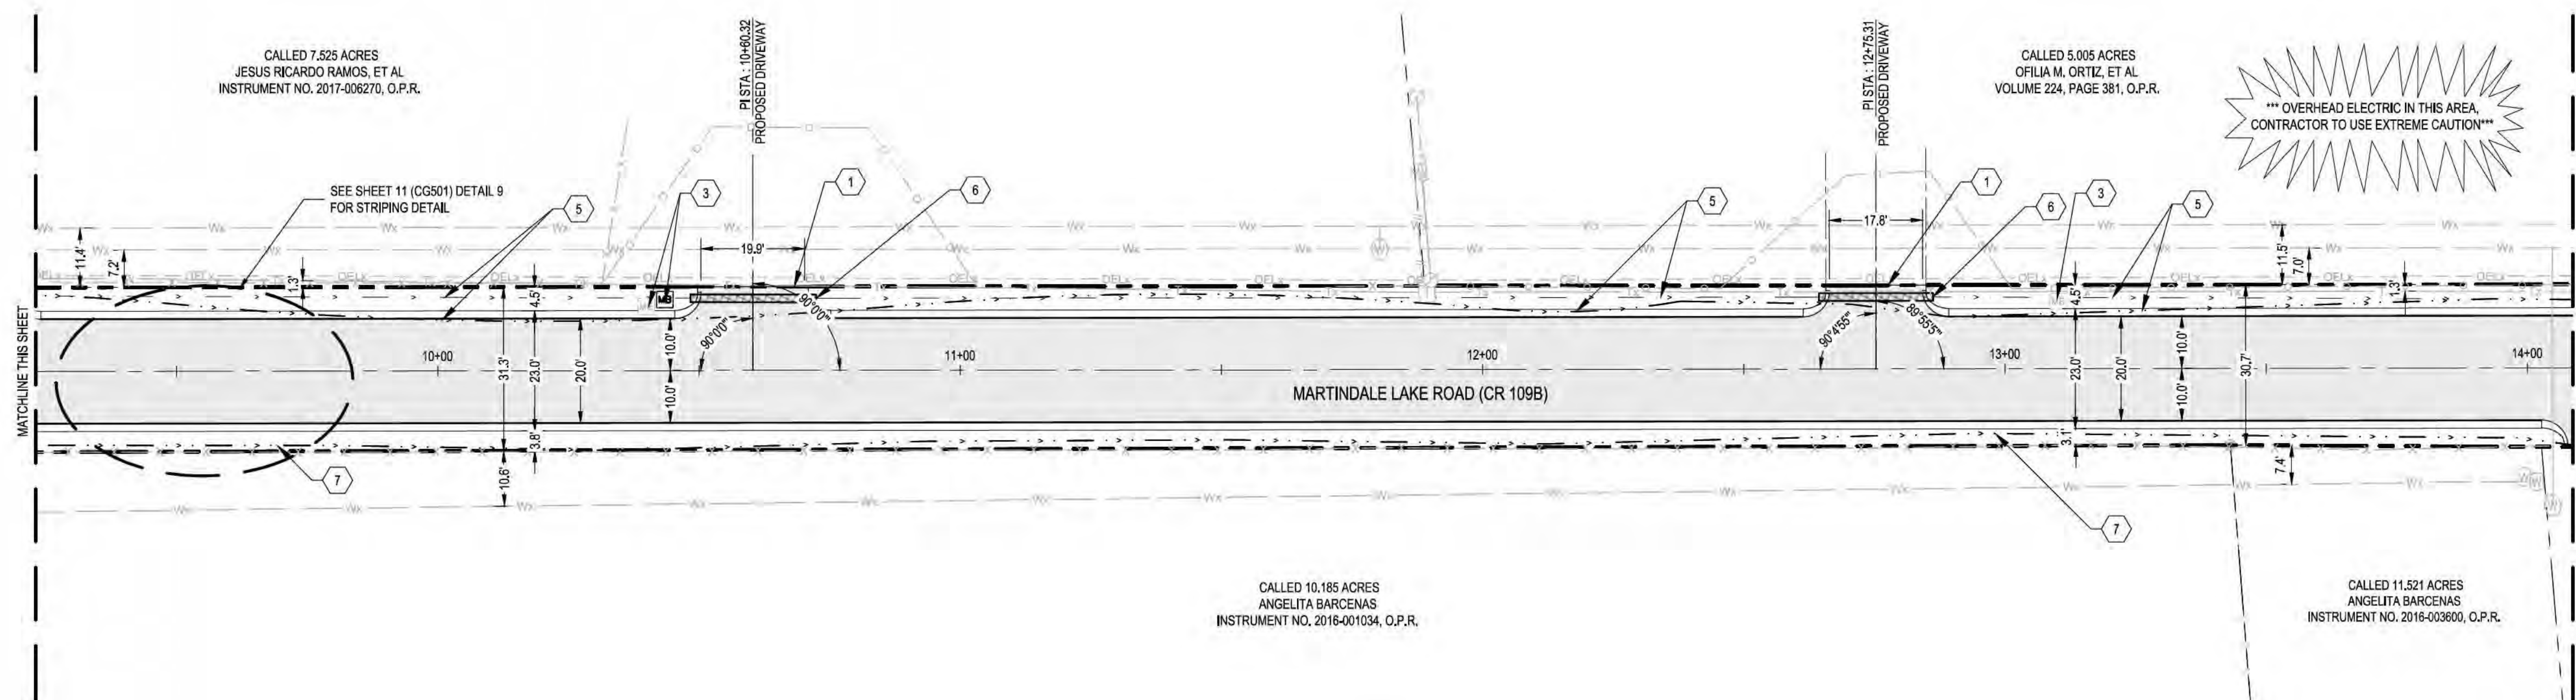 CALLED 7.525 ACRES
JESUS RICARDO RAMOS, ET AL
INSTRUMENT NO. 2017-006270, O.P.R.
PI STA : 10+60.32
PROPOSED DRIVEWAY
PI STA : 12+75.31
PROPOSED DRIVEWAY
CALLED 5.005 ACRES
OFILIA M. ORTIZ, ET AL
VOLUME 224, PAGE 381, O.P.R.
*** OVERHEAD ELECTRIC IN THIS AREA,
CONTRACTOR TO USE EXTREME CAUTION***
SEE SHEET 11 (CG501) DETAIL 9
FOR STRIPING DETAIL
5
3
1
6
5
1
6
3
5
11.4'
7.2'
1.3'
4.5'
19.9'
17.8'
4.5'
11.5'
7.0'
1.3'
MB
90°0'0"
90°0'0"
90°4'55"
89°55'5"
MATCHLINE THIS SHEET
10+00
11+00
12+00
13+00
14+00
31.3'
23.0'
20.0'
10.0'
10.0'
23.0'
20.0'
10.0'
10.0'
30.7'
MARTINDALE LAKE ROAD (CR 109B)
3.8'
10.6'
3.1'
7.4'
7
7
CALLED 10.185 ACRES
ANGELITA BARCENAS
INSTRUMENT NO. 2016-001034, O.P.R.
CALLED 11.521 ACRES
ANGELITA BARCENAS
INSTRUMENT NO. 2016-003600, O.P.R.